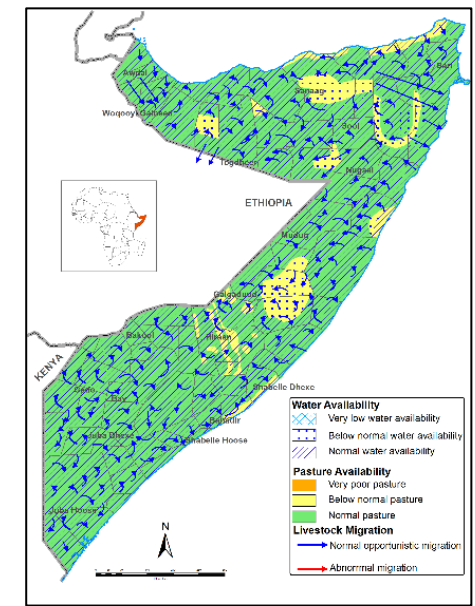 Awdal
Bari
Sanaag
Woqooyi Galbeed
Sool
Togdheer
Nugaal
ETHIOPIA
Mudug
Galgaduud
Bakool
Hiraan
KENYA
Gedo
Bay
Shabelle Dhexe
Banadir
Juba Dhexe
Shabelle Hoose
Juba Hoose
N
Water Availability
Very low water availability
Below normal water availability
Normal water availability
Pasture Availability
Very poor pasture
Below normal pasture
Normal pasture
Livestock Migration
Normal opportunistic migration
Abnormal migration